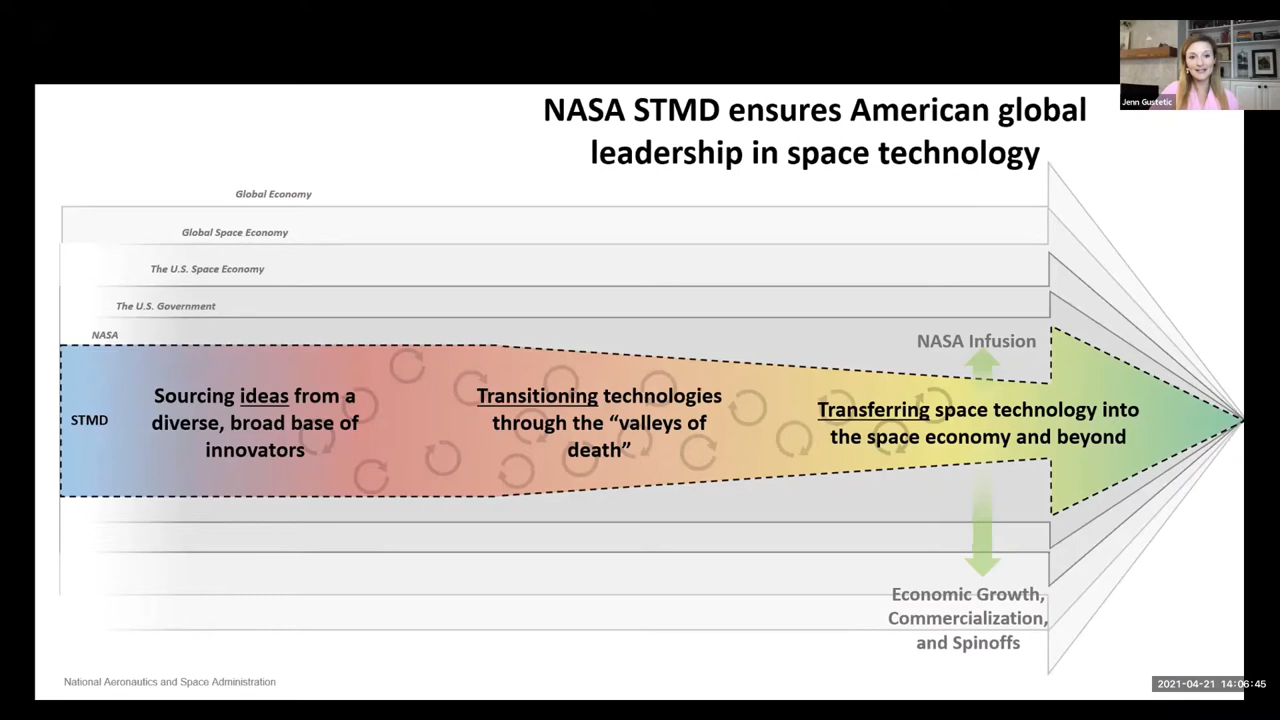 NASA STMD ensures American global
leadership in space technology
Jenn Gustetic
Global Economy
Global Space Economy
The U.S. Space Economy
The U.S. Government
NASA
STMD
Sourcing ideas from a
diverse, broad base of
innovators
Transitioning technologies
through the “valleys of
death”
NASA Infusion
Transferring space technology into
the space economy and beyond
Economic Growth,
Commercialization,
and Spinoffs
National Aeronautics and Space Administration
2021-04-21 14:06:45